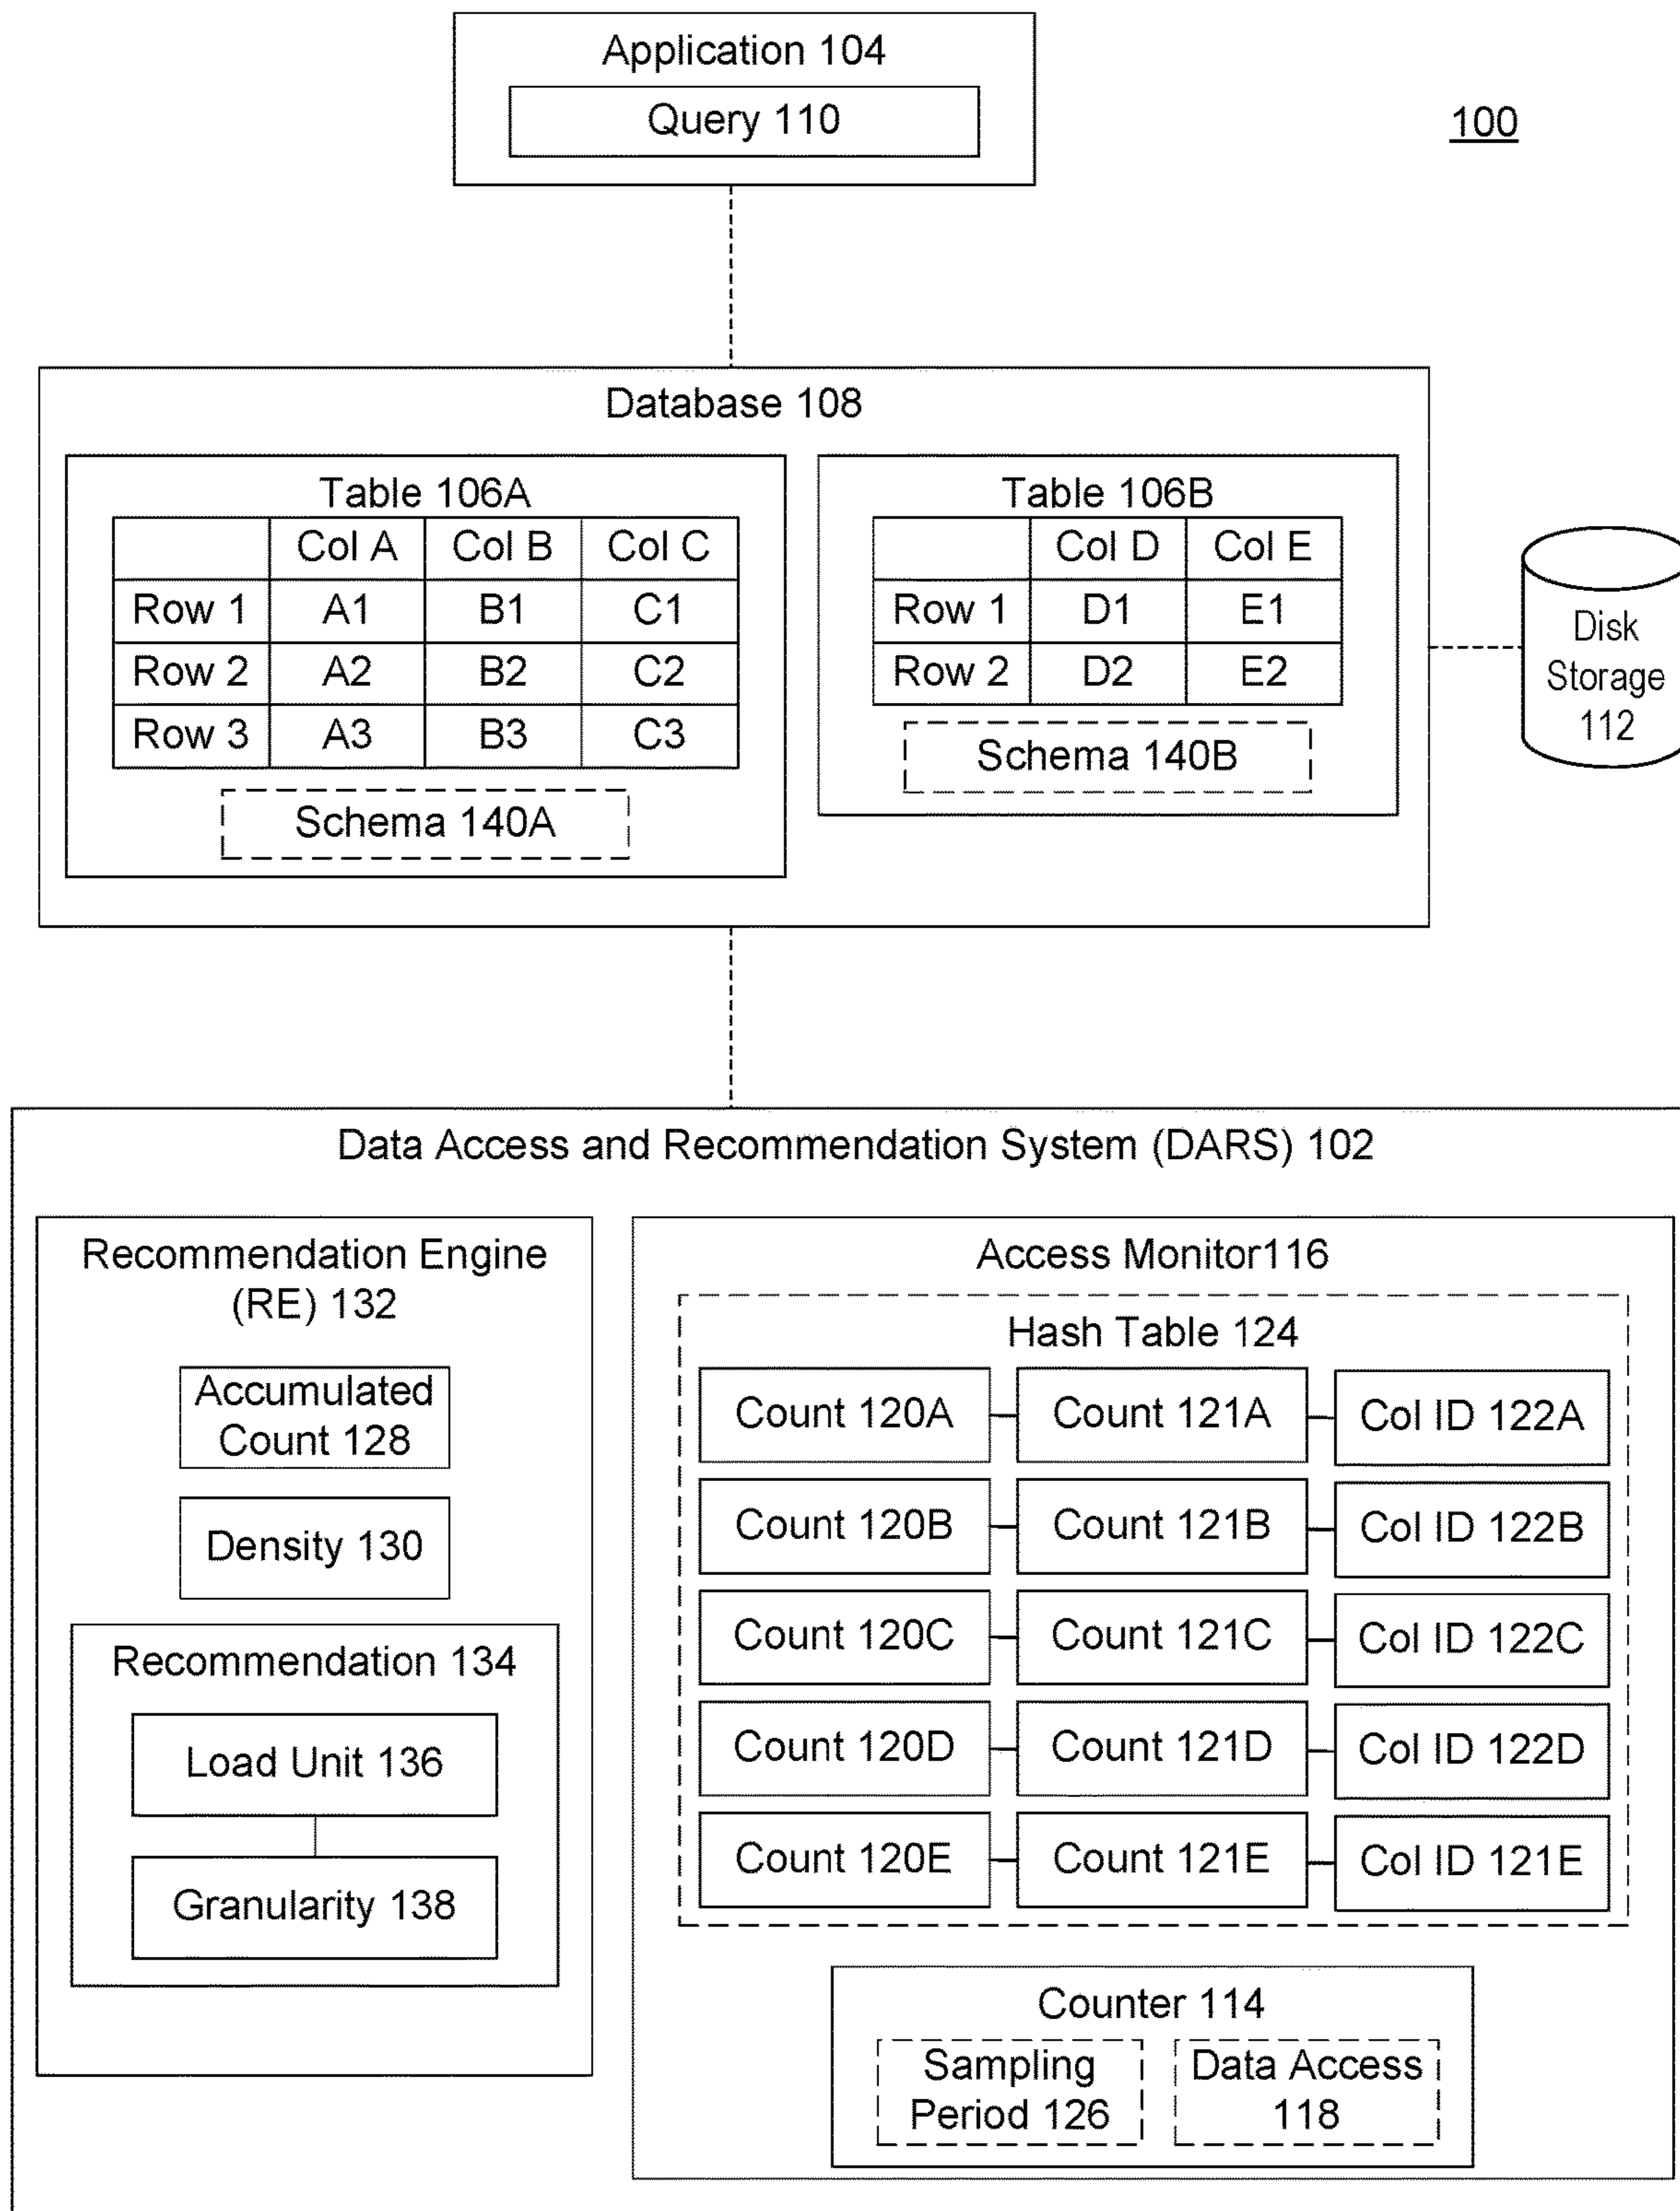 Application 104
Query 110
100
Database 108
Table 106A
Col A Col B Col C
Row 1 A1 B1 C1
Row 2 A2 B2 C2
Row 3 A3 B3 C3
Schema 140A
Table 106B
Col D Col E
Row 1 D1 E1
Row 2 D2 E2
Schema 140B
Disk
Storage
112
Data Access and Recommendation System (DARS) 102
Recommendation Engine
(RE) 132
Accumulated
Count 128
Density 130
Recommendation 134
Load Unit 136
Granularity 138
Access Monitor116
Hash Table 124
Count 120A Count 121A Col ID 122A
Count 120B Count 121B Col ID 122B
Count 120C Count 121C Col ID 122C
Count 120D Count 121D Col ID 122D
Count 120E Count 121E Col ID 121E
Counter 114
Sampling
Period 126
Data Access
118